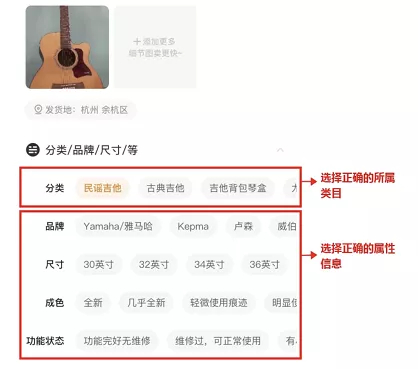 +添加更多
细节图卖更快~
发货地：杭州 余杭区
分类/品牌/尺寸/等
分类 民谣吉他 古典吉他 吉他背包琴盒
选择正确的所属
类目
品牌 Yamaha/雅马哈 Kepma 卢森 威伯
选择正确的属性
信息
尺寸 30英寸 32英寸 34英寸 36英寸
成色 全新 几乎全新 轻微使用痕迹 明显使
功能状态 功能完好无维修 维修过，可正常使用 有